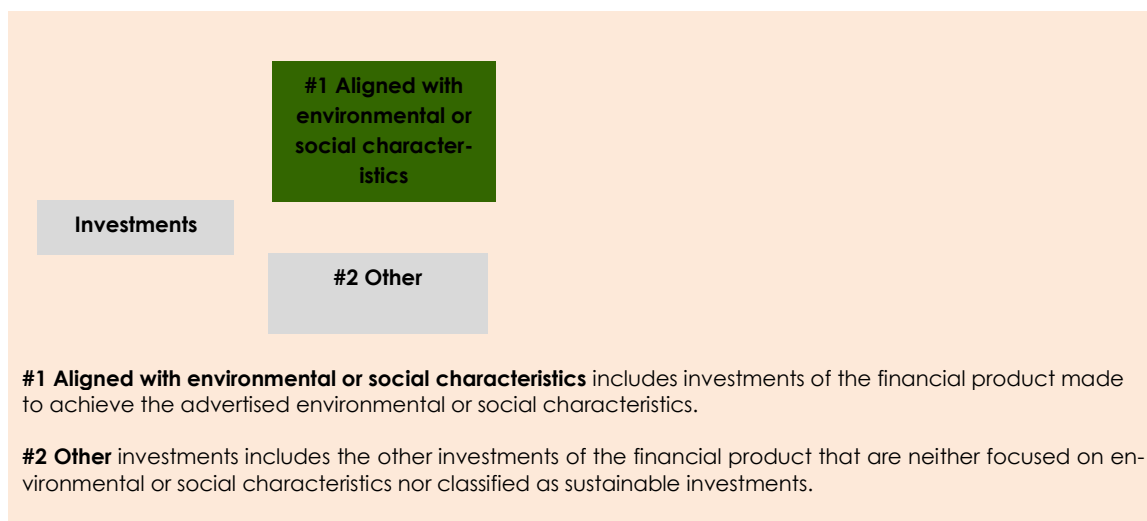 #1 Aligned with
environmental or
social character-
istics
Investments
#2 Other
#1 Aligned with environmental or social characteristics includes investments of the financial product made
to achieve the advertised environmental or social characteristics.
#2 Other investments includes the other investments of the financial product that are neither focused on en-
vironmental or social characteristics nor classified as sustainable investments.